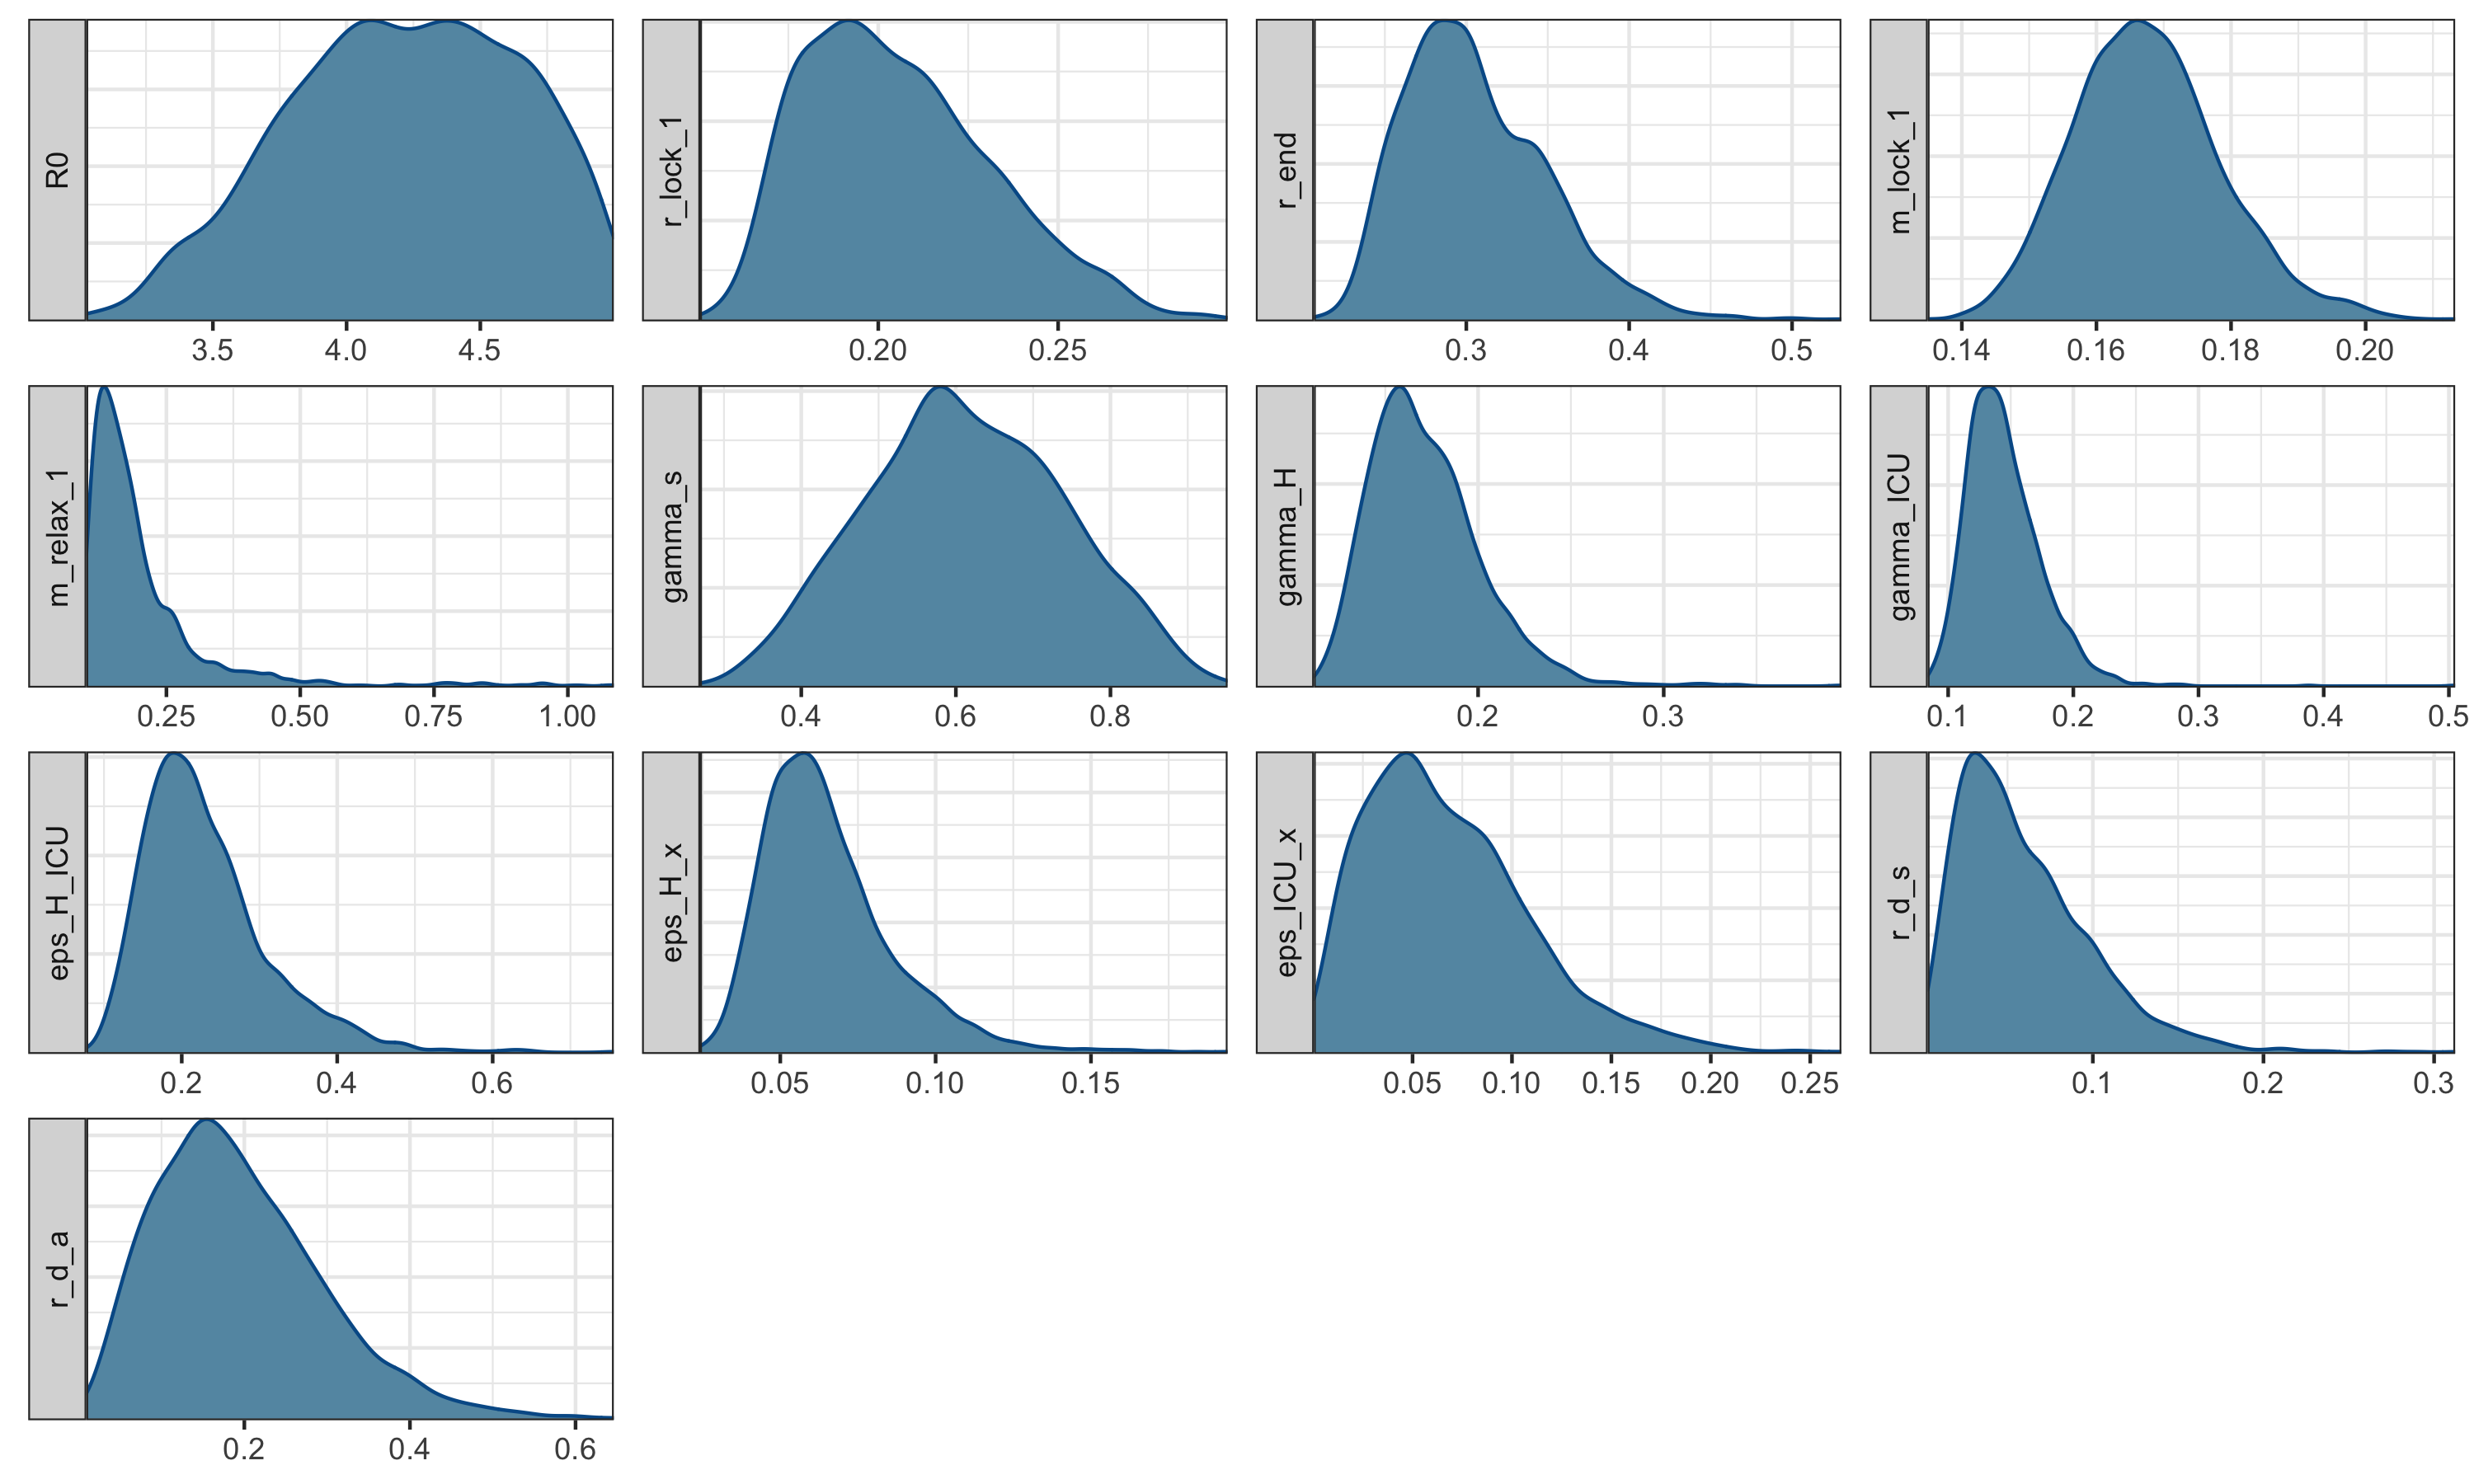 R0
3.5 4.0 4.5
r_lock_1
0.20 0.25
r_end
0.3 0.4 0.5
m_lock_1
0.14 0.16 0.18 0.20
m_relax_1
0.25 0.50 0.75 1.00
gamma_s
0.4 0.6 0.8
gamma_H
0.2 0.3
gamma_ICU
0.1 0.2 0.3 0.4 0.5
eps_H_ICU
0.2 0.4 0.6
eps_H_x
0.05 0.10 0.15
eps_ICU_x
0.05 0.10 0.15 0.20 0.25
r_d_s
0.1 0.2 0.3
r_d_a
0.2 0.4 0.6